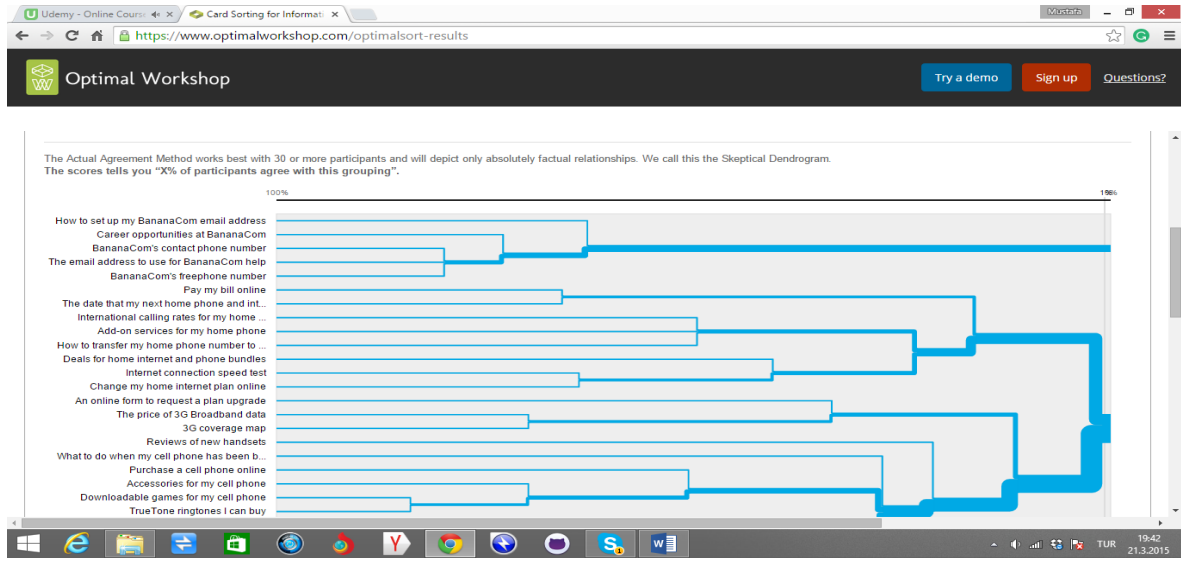 Udemy - Online Course
Card Sorting for Informati
Mustafa
https://www.optimalworkshop.com/optimalsort-results
Optimal Workshop
Try a demo
Sign up
Questions?
The Actual Agreement Method works best with 30 or more participants and will depict only absolutely factual relationships. We call this the Skeptical Dendrogram.
The scores tells you “X% of participants agree with this grouping”.
100%
How to set up my BananaCom email address
Career opportunities at BananaCom
BananaCom's contact phone number
The email address to use for BananaCom help
BananaCom's freephone number
Pay my bill online
The date that my next home phone and int...
International calling rates for my home ...
Add-on services for my home phone
How to transfer my home phone number to ...
Deals for home internet and phone bundles
Internet connection speed test
Change my home internet plan online
An online form to request a plan upgrade
The price of 3G Broadband data
3G coverage map
Reviews of new handsets
What to do when my cell phone has been b...
Purchase a cell phone online
Accessories for my cell phone
Downloadable games for my cell phone
TrueTone ringtones I can buy
TUR
19:42
21.3.2015